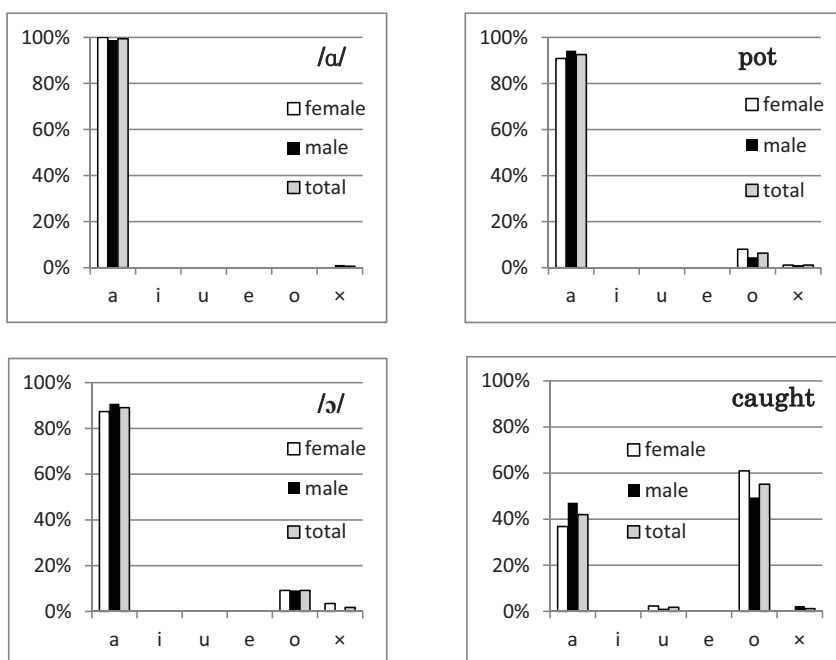 /ɑ/
100%
80%
60%
40%
20%
0%
female
male
total
a i u e o ×
pot
100%
80%
60%
40%
20%
0%
female
male
total
a i u e o ×
/ɔ/
100%
80%
60%
40%
20%
0%
female
male
total
a i u e o ×
caught
100%
80%
60%
40%
20%
0%
female
male
total
a i u e o ×